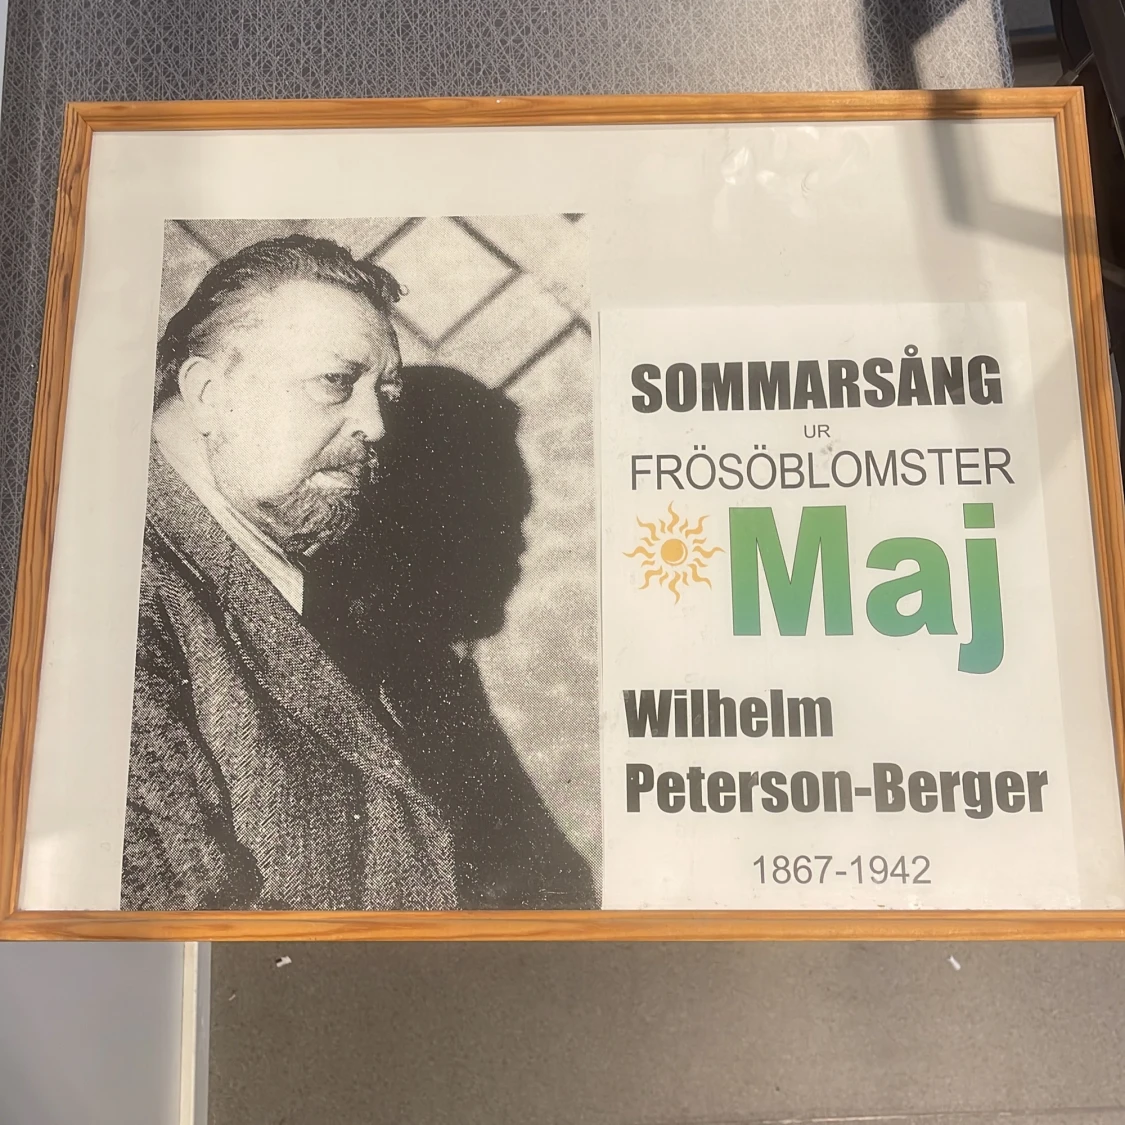 SOMMARSÅNG
UR
FRÖSÖBLOMSTER
Maj
Wilhelm
Peterson-Berger
1867-1942